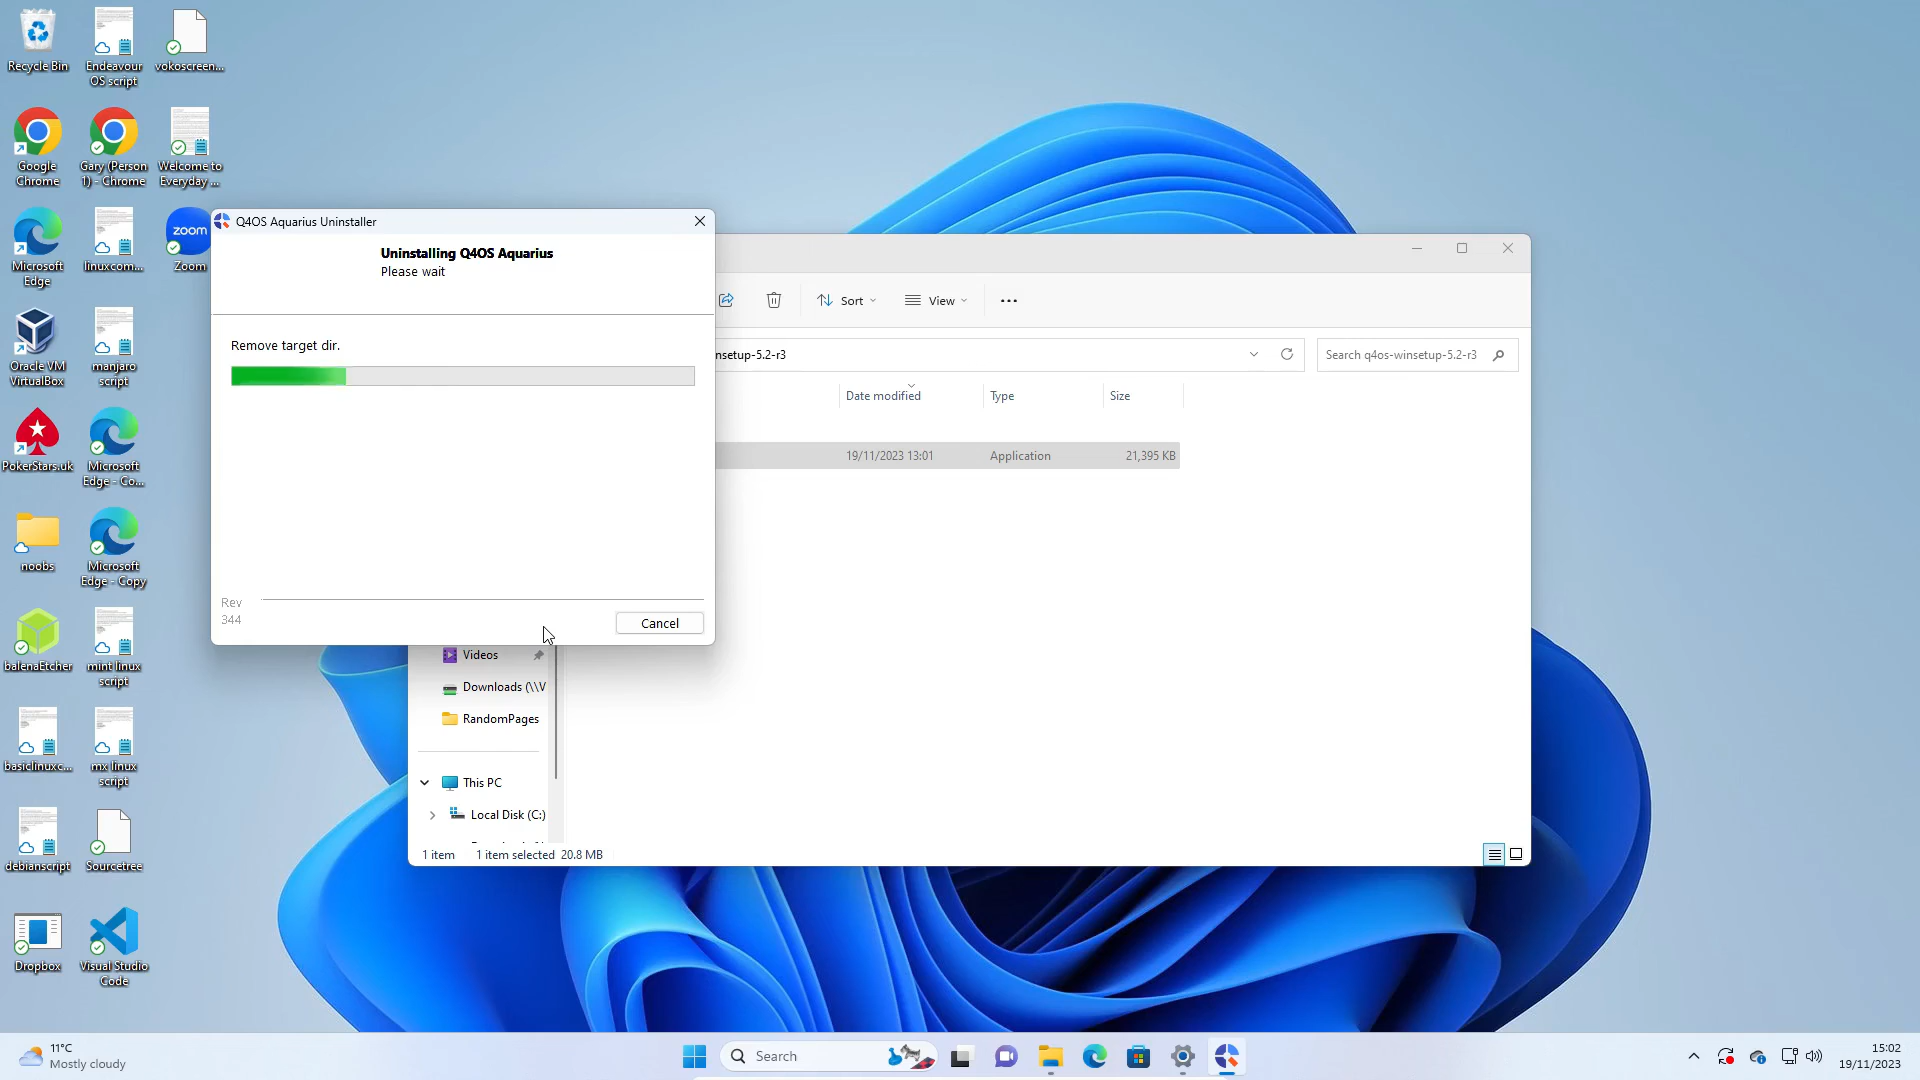 Recycle Bin
Endeavour
OS script
vokoscreen...
Google
Chrome
Gary (Person
1) - Chrome
Welcome to
Everyday ...
Microsoft
Edge
linuxcom...
zoom
Zoom
Oracle VM
VirtualBox
manjaro
script
PokerStars.uk
Microsoft
Edge - Co...
noobs
Microsoft
Edge - Copy
balenaEtcher
mint linux
script
basiclinuxc...
mx linux
script
debianscript
Sourcetree
Dropbox
Visual Studio
Code
Q4OS Aquarius Uninstaller
Uninstalling Q4OS Aquarius
Please wait
Remove target dir.
Rev
344
Cancel
Sort
View
nsetup-5.2-r3
Search q4os-winsetup-5.2-r3
Date modified
Type
Size
19/11/2023 13:01
Application
21,395 KB
Videos
Downloads (\\V
RandomPages
This PC
Local Disk (C:)
1 item
1 item selected 20.8 MB
11°C
Mostly cloudy
Search
15:02
19/11/2023